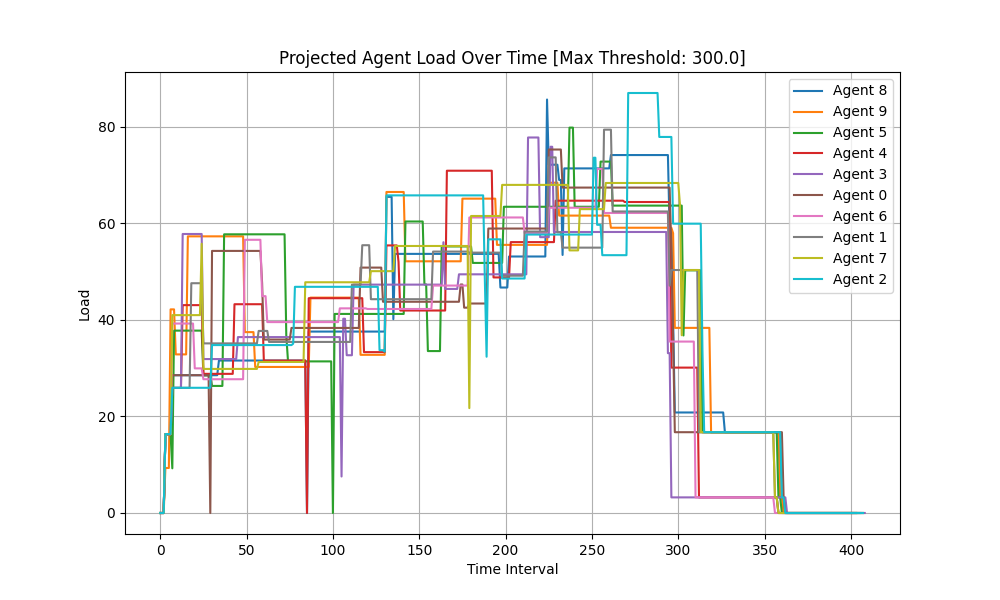 Projected Agent Load Over Time [Max Threshold: 300.0]
Load
80
60
40
20
0
0 50 100 150 200 250 300 350 400
Time Interval
Agent 8
Agent 9
Agent 5
Agent 4
Agent 3
Agent 0
Agent 6
Agent 1
Agent 7
Agent 2